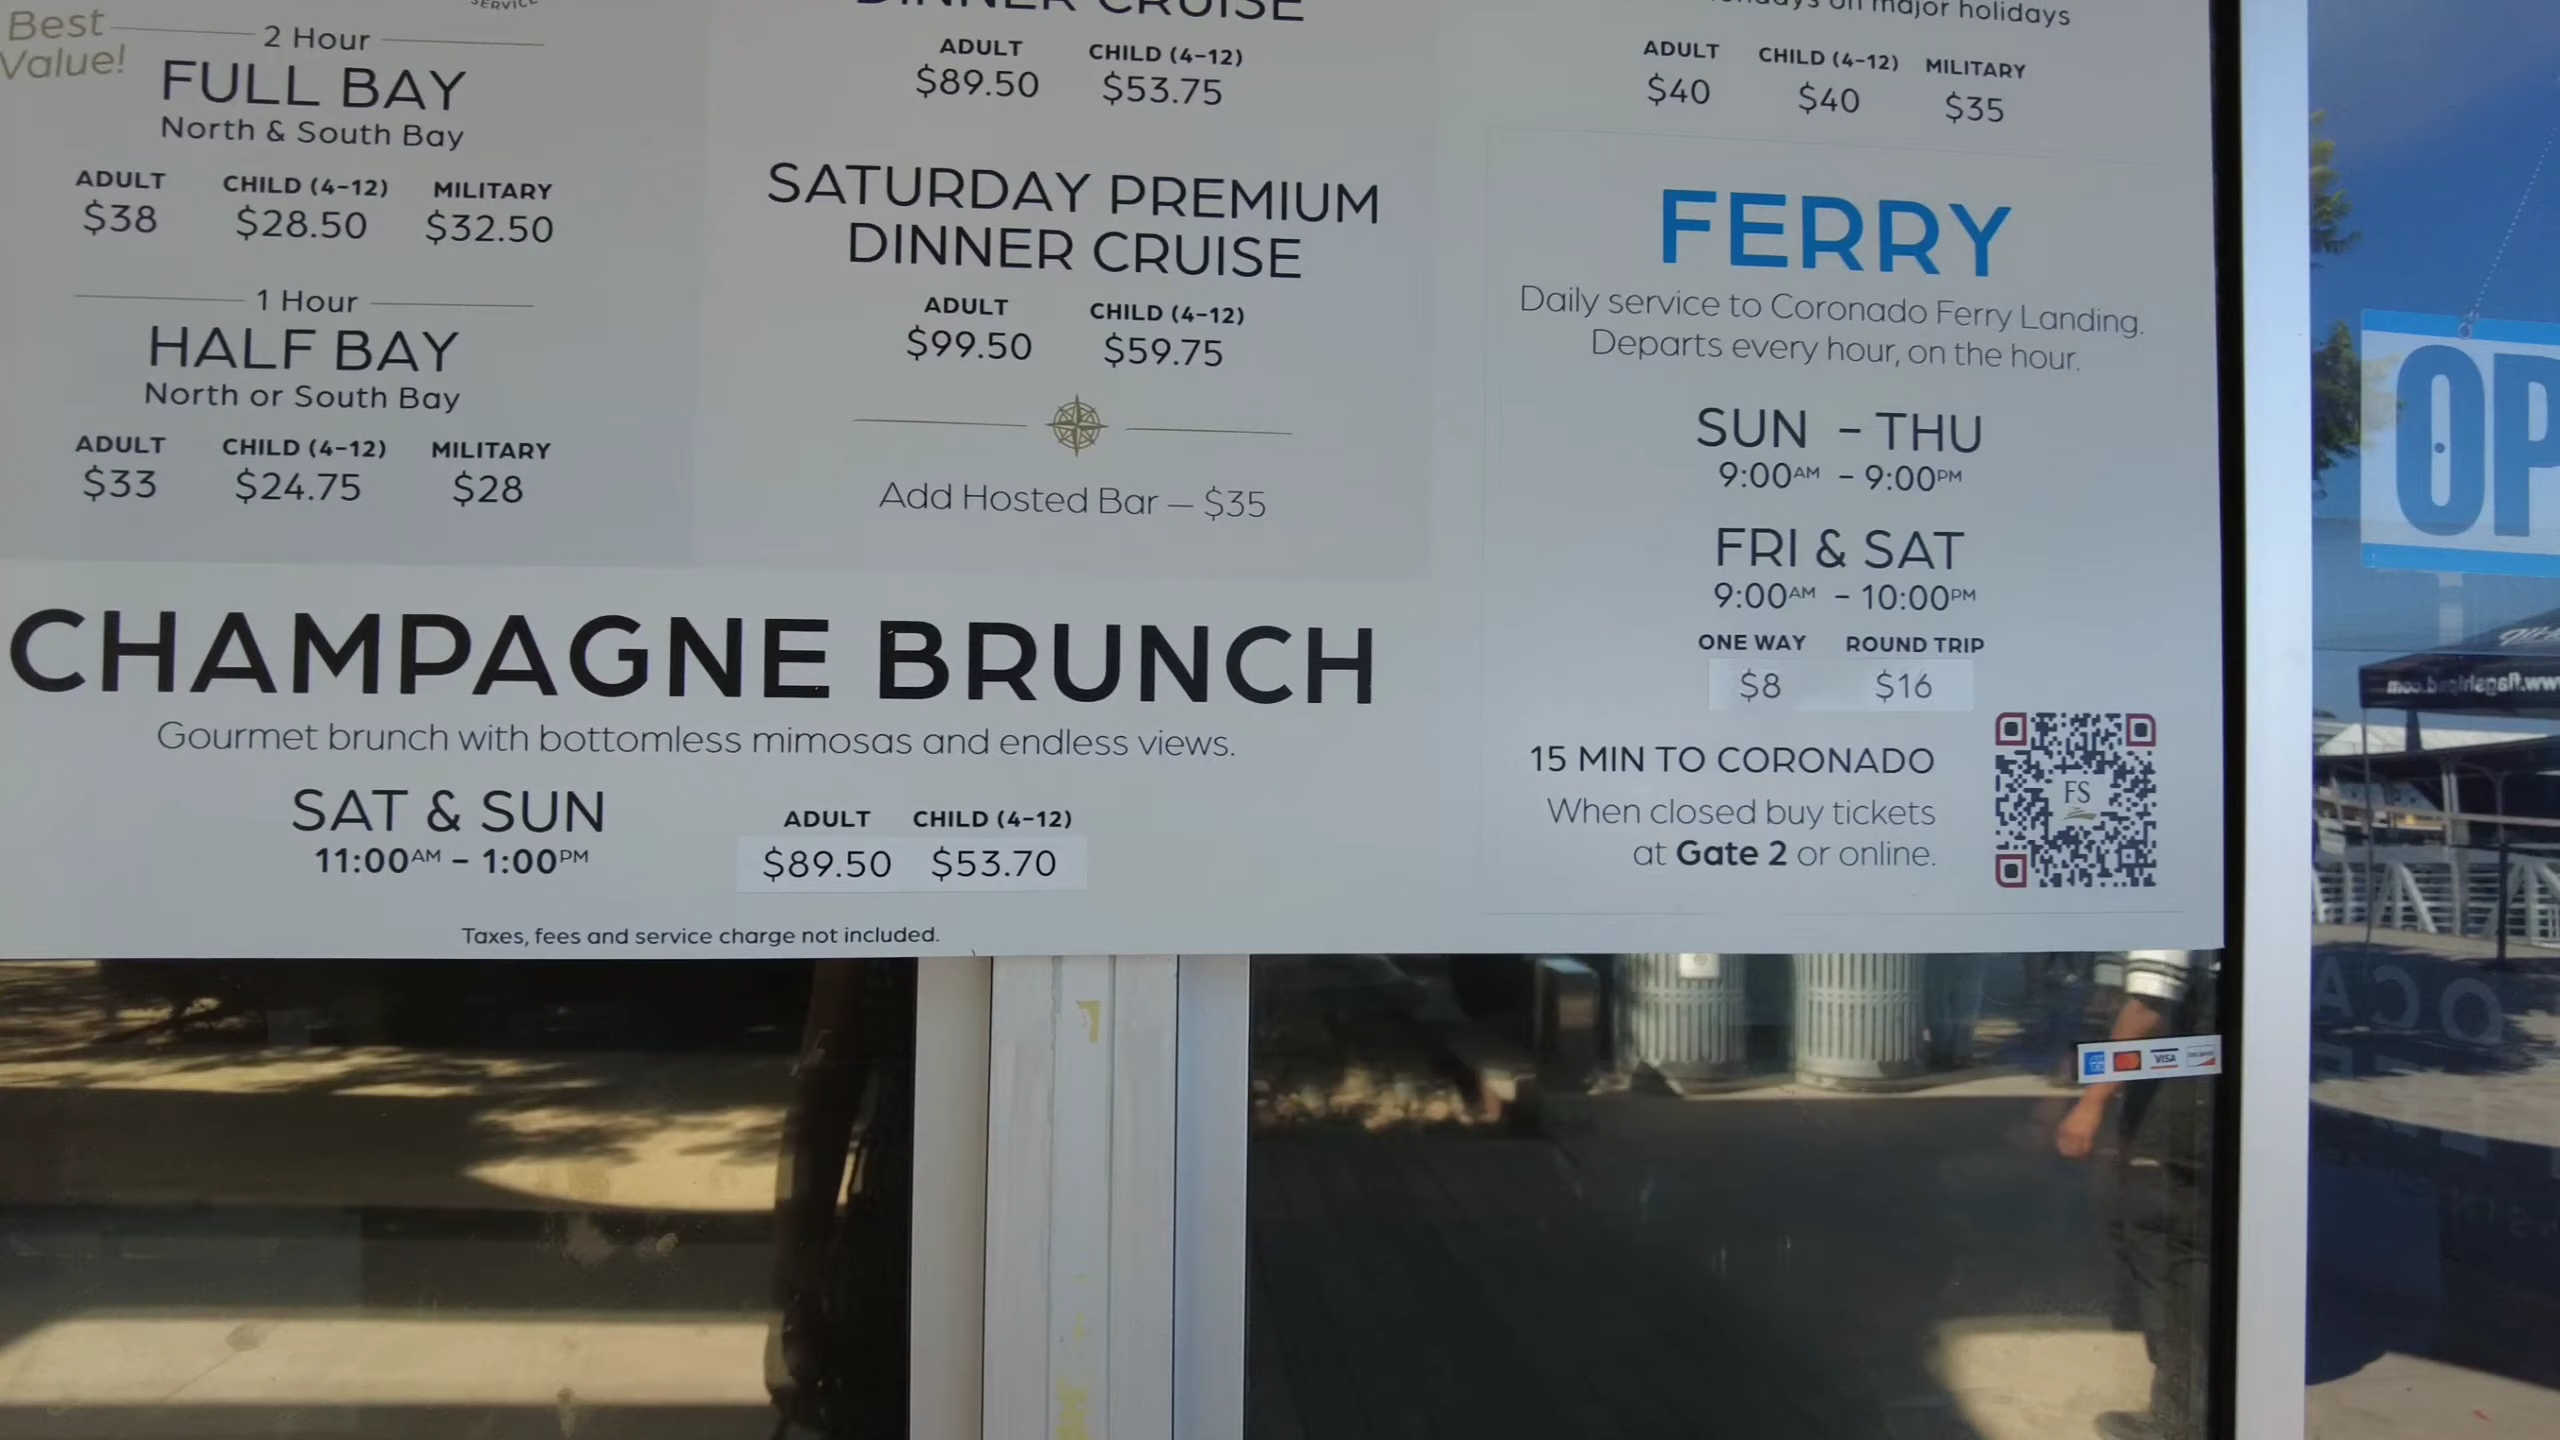 SERVICE
Best
Value!
2 Hour
FULL BAY
North & South Bay
ADULT CHILD (4-12) MILITARY
$38 $28.50 $32.50
1 Hour
HALF BAY
North or South Bay
ADULT CHILD (4-12) MILITARY
$33 $24.75 $28
DINNER CRUISE
ADULT CHILD (4-12)
$89.50 $53.75
SATURDAY PREMIUM
DINNER CRUISE
ADULT CHILD (4-12)
$99.50 $59.75
Add Hosted Bar — $35
CHAMPAGNE BRUNCH
Gourmet brunch with bottomless mimosas and endless views.
SAT & SUN
11:00AM – 1:00PM
ADULT CHILD (4-12)
$89.50 $53.70
Taxes, fees and service charge not included.
on major holidays
ADULT CHILD (4-12) MILITARY
$40 $40 $35
FERRY
Daily service to Coronado Ferry Landing.
Departs every hour, on the hour.
SUN – THU
9:00AM – 9:00PM
FRI & SAT
9:00AM – 10:00PM
ONE WAY ROUND TRIP
$8 $16
15 MIN TO CORONADO
When closed buy tickets
at Gate 2 or online.
FS
VISA
OP